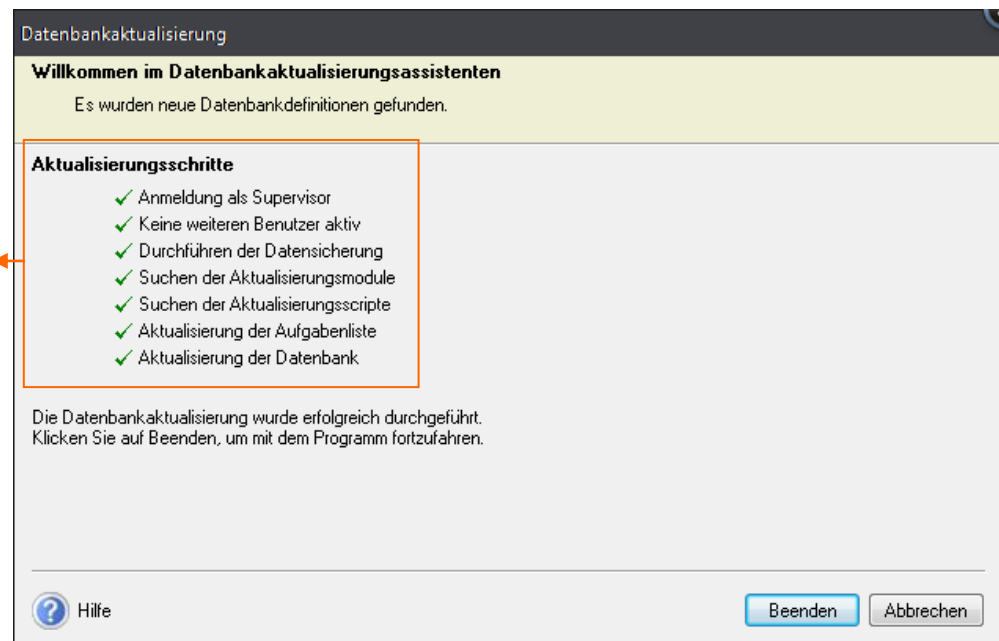 Datenbankaktualisierung
Willkommen im Datenbankaktualisierungsassistenten
Es wurden neue Datenbankdefinitionen gefunden.
Aktualisierungsschritte
✓ Anmeldung als Supervisor
✓ Keine weiteren Benutzer aktiv
✓ Durchführen der Datensicherung
✓ Suchen der Aktualisierungsmodule
✓ Suchen der Aktualisierungsscripte
✓ Aktualisierung der Aufgabenliste
✓ Aktualisierung der Datenbank
Die Datenbankaktualisierung wurde erfolgreich durchgeführt.
Klicken Sie auf Beenden, um mit dem Programm fortzufahren.
Hilfe Beenden Abbrechen